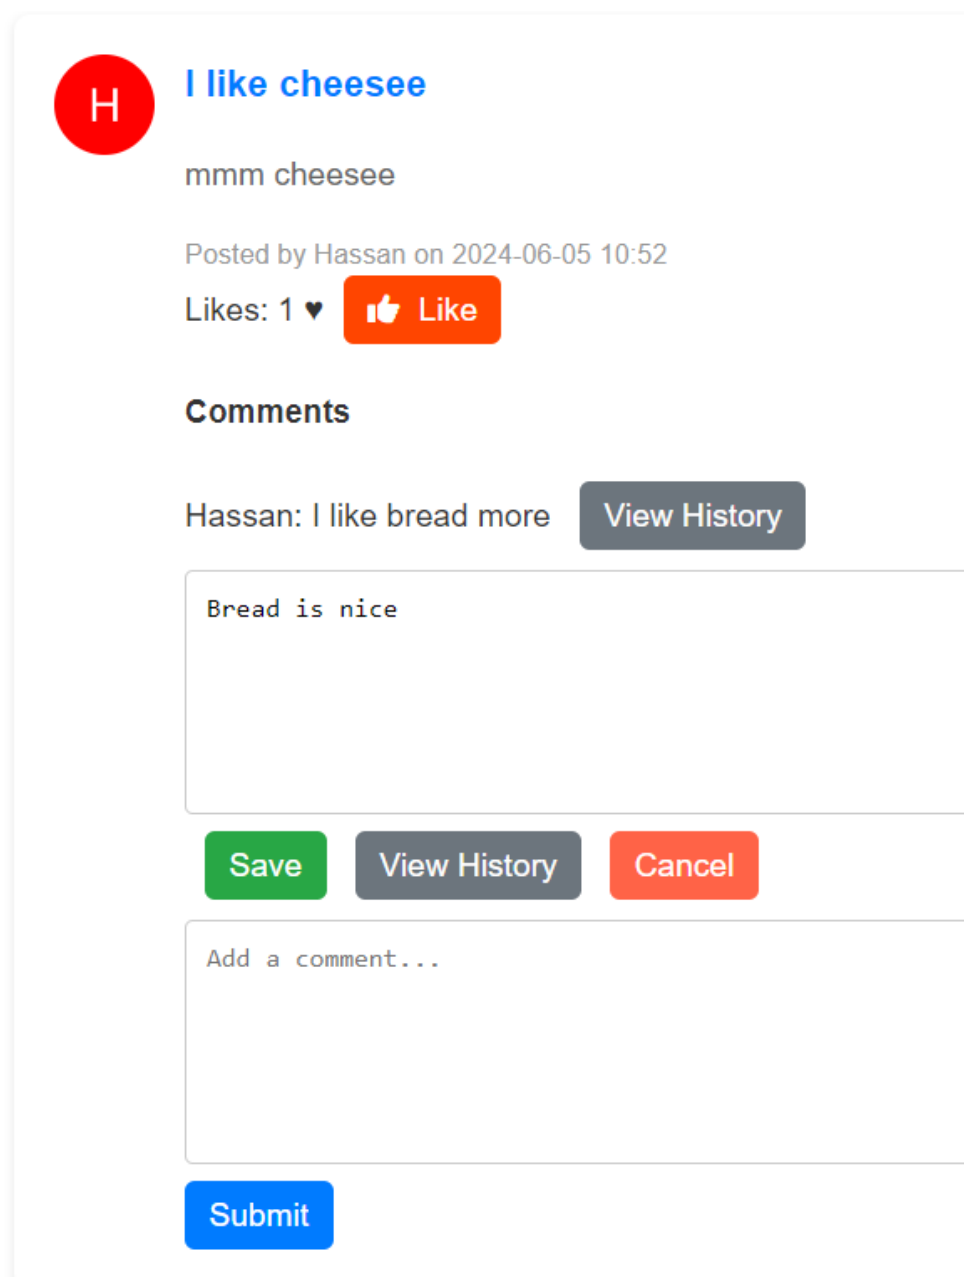 H
I like cheesee
mmm cheesee
Posted by Hassan on 2024-06-05 10:52
Likes: 1 ♥ Like
Comments
Hassan: I like bread more View History
Bread is nice
Save View History Cancel
Add a comment...
Submit